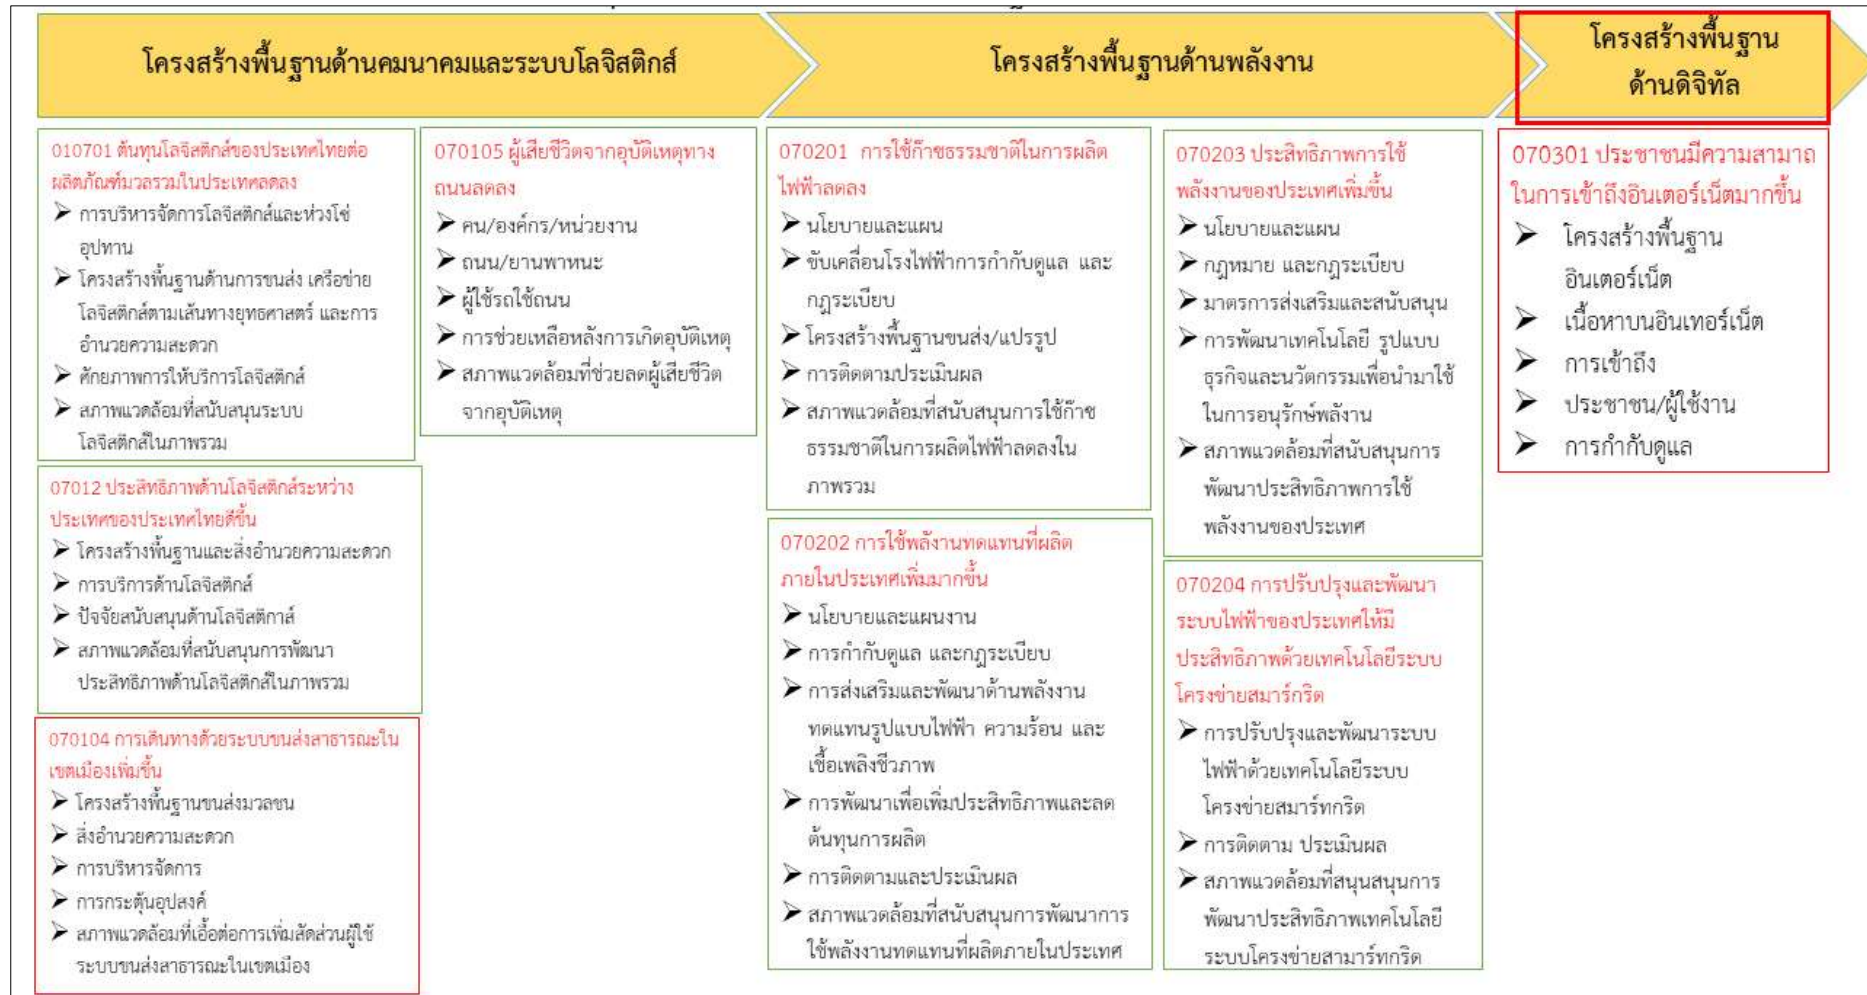 โครงสร้างพื้นฐานด้านคมนาคมและระบบโลจิสติกส์
โครงสร้างพื้นฐานด้านพลังงาน
โครงสร้างพื้นฐาน
ด้านดิจิทัล
010701 ต้นทุนโลจิสติกส์ของประเทศไทยต่อ
ผลิตภัณฑ์มวลรวมในประเทศลดลง
➤ การบริหารจัดการโลจิสติกส์และห่วงโซ่
อุปทาน
➤ โครงสร้างพื้นฐานด้านการขนส่ง เครือข่าย
โลจิสติกส์ตามเส้นทางยุทธศาสตร์ และการ
อำนวยความสะดวก
➤ ศักยภาพการให้บริการโลจิสติกส์
➤ สภาพแวดล้อมที่สนับสนุนระบบ
โลจิสติกส์ในภาพรวม
07012 ประสิทธิภาพด้านโลจิสติกส์ระหว่าง
ประเทศของประเทศไทยดีขึ้น
➤ โครงสร้างพื้นฐานและสิ่งอำนวยความสะดวก
➤ การบริการด้านโลจิสติกส์
➤ ปัจจัยสนับสนุนด้านโลจิสติกาส์
➤ สภาพแวดล้อมที่สนับสนุนการพัฒนา
ประสิทธิภาพด้านโลจิสติกส์ในภาพรวม
070104 การเดินทางด้วยระบบขนส่งสาธารณะใน
เขตเมืองเพิ่มขึ้น
➤ โครงสร้างพื้นฐานขนส่งมวลชน
➤ สิ่งอำนวยความสะดวก
➤ การบริหารจัดการ
➤ การกระตุ้นอุปสงค์
➤ สภาพแวดล้อมที่เอื้อต่อการเพิ่มสัดส่วนผู้ใช้
ระบบขนส่งสาธารณะในเขตเมือง
070105 ผู้เสียชีวิตจากอุบัติเหตุทาง
ถนนลดลง
➤ คน/องค์กร/หน่วยงาน
➤ ถนน/ยานพาหนะ
➤ ผู้ใช้รถใช้ถนน
➤ การช่วยเหลือหลังการเกิดอุบัติเหตุ
➤ สภาพแวดล้อมที่ช่วยลดผู้เสียชีวิต
จากอุบัติเหตุ
070201 การใช้ก๊าซธรรมชาติในการผลิต
ไฟฟ้าลดลง
➤ นโยบายและแผน
➤ ขับเคลื่อนโรงไฟฟ้าการกำกับดูแล และ
กฎระเบียบ
➤ โครงสร้างพื้นฐานขนส่ง/แปรรูป
➤ การติดตามประเมินผล
➤ สภาพแวดล้อมที่สนับสนุนการใช้ก๊าซ
ธรรมชาติในการผลิตไฟฟ้าลดลงใน
ภาพรวม
070202 การใช้พลังงานทดแทนที่ผลิต
ภายในประเทศเพิ่มมากขึ้น
➤ นโยบายและแผนงาน
➤ การกำกับดูแล และกฎระเบียบ
➤ การส่งเสริมและพัฒนาด้านพลังงาน
ทดแทนรูปแบบไฟฟ้า ความร้อน และ
เชื้อเพลิงชีวภาพ
➤ การพัฒนาเพื่อเพิ่มประสิทธิภาพและลด
ต้นทุนการผลิต
➤ การติดตามและประเมินผล
➤ สภาพแวดล้อมที่สนับสนุนการพัฒนาการ
ใช้พลังงานทดแทนที่ผลิตภายในประเทศ
070203 ประสิทธิภาพการใช้
พลังงานของประเทศเพิ่มขึ้น
➤ นโยบายและแผน
➤ กฎหมาย และกฎระเบียบ
➤ มาตรการส่งเสริมและสนับสนุน
➤ การพัฒนาเทคโนโลยี รูปแบบ
ธุรกิจและนวัตกรรมเพื่อนำมาใช้
ในการอนุรักษ์พลังงาน
➤ สภาพแวดล้อมที่สนับสนุนการ
พัฒนาประสิทธิภาพการใช้
พลังงานของประเทศ
070204 การปรับปรุงและพัฒนา
ระบบไฟฟ้าของประเทศให้มี
ประสิทธิภาพด้วยเทคโนโลยีระบบ
โครงข่ายสมาร์กริด
➤ การปรับปรุงและพัฒนาระบบ
ไฟฟ้าด้วยเทคโนโลยีระบบ
โครงข่ายสมาร์ทกริด
➤ การติดตาม ประเมินผล
➤ สภาพแวดล้อมที่สนุนสนุนการ
พัฒนาประสิทธิภาพเทคโนโลยี
ระบบโครงข่ายสามาร์ทกริด
070301 ประชาชนมีความสามาถ
ในการเข้าถึงอินเตอร์เน็ตมากขึ้น
➤ โครงสร้างพื้นฐาน
อินเตอร์เน็ต
➤ เนื้อหาบนอินเทอร์เน็ต
➤ การเข้าถึง
➤ ประชาชน/ผู้ใช้งาน
➤ การกำกับดูแล